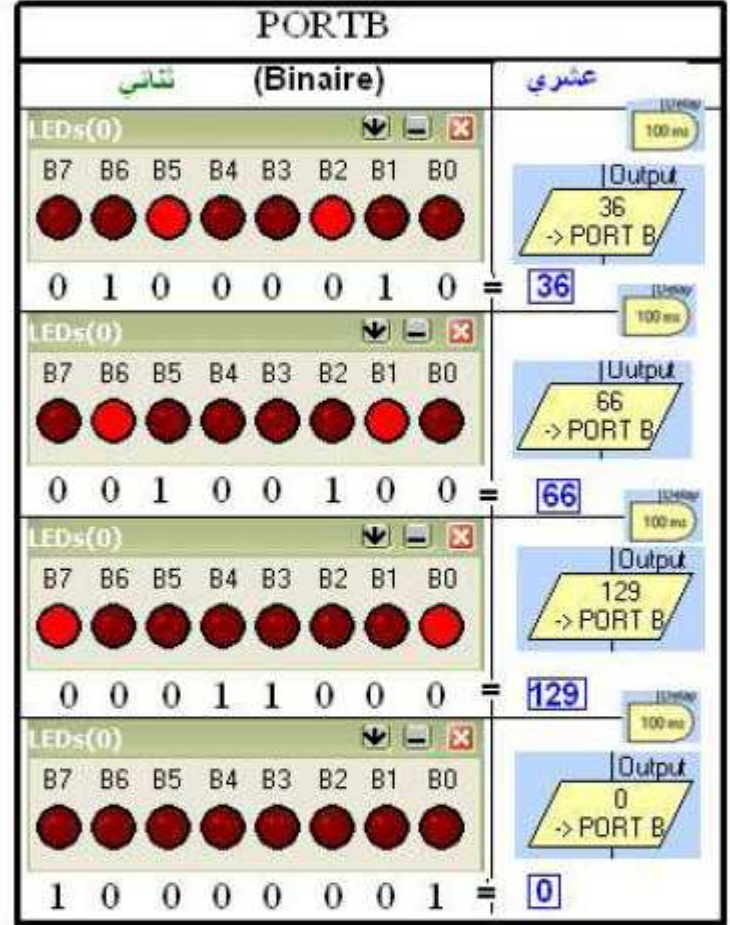 PORTB
ثنائي (Binaire) عشري
LEDs(0)
B7 B6 B5 B4 B3 B2 B1 B0
0 1 0 0 0 0 1 0 = 36
Delay
100 ms
Output
36
-> PORT B
LEDs(0)
B7 B6 B5 B4 B3 B2 B1 B0
0 0 1 0 0 1 0 0 = 66
Delay
100 ms
Output
66
-> PORT B
LEDs(0)
B7 B6 B5 B4 B3 B2 B1 B0
0 0 0 1 1 0 0 0 = 129
Delay
100 ms
Output
129
-> PORT B
LEDs(0)
B7 B6 B5 B4 B3 B2 B1 B0
1 0 0 0 0 0 0 1 = 0
Delay
100 ms
Output
0
-> PORT B